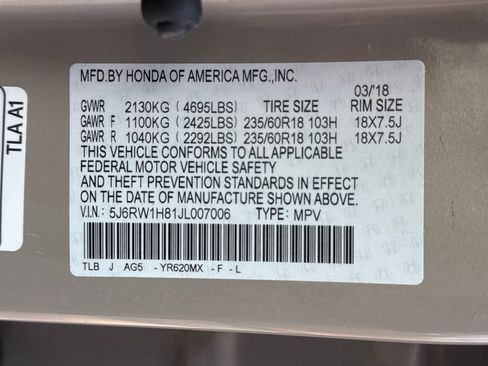 MFD.BY HONDA OF AMERICA MFG.,INC.
03/'18
GVWR 2130KG (4695LBS) TIRE SIZE RIM SIZE
GAWR F 1100KG (2425LBS) 235/60R18 103H 18X7.5J
GAWR R 1040KG (2292LBS) 235/60R18 103H 18X7.5J
THIS VEHICLE CONFORMS TO ALL APPLICABLE
FEDERAL MOTOR VEHICLE SAFETY
AND THEFT PREVENTION STANDARDS IN EFFECT
ON THE DATE OF MANUFACTURE SHOWN ABOVE.
V.I.N: 5J6RW1H81JL007006 TYPE: MPV
TLB J AG5 -YR620MX -F-L
TLA A1